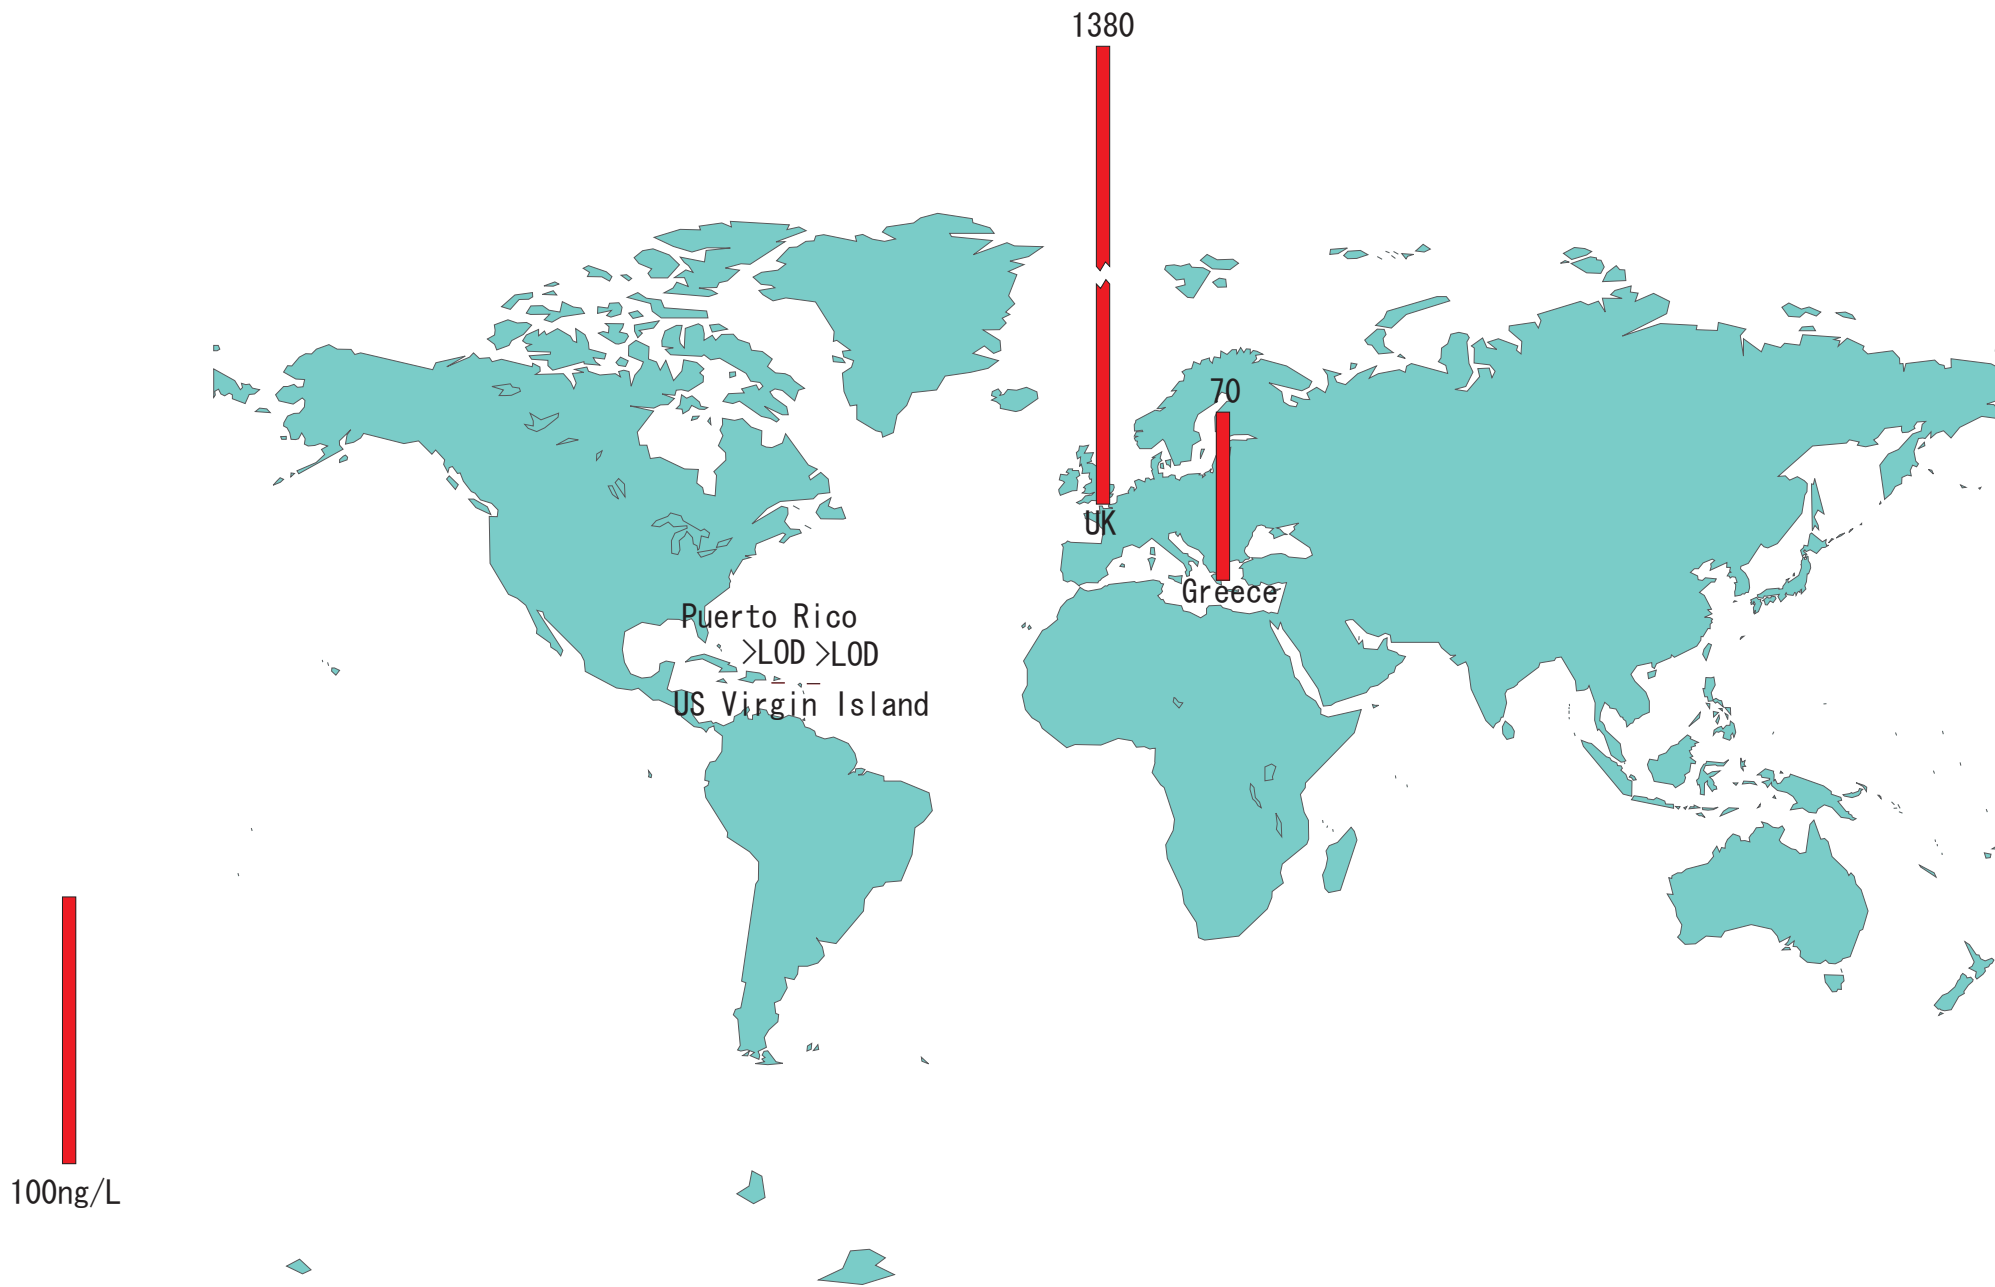 1380
70
UK
Greece
Puerto Rico
>LOD >LOD
US Virgin Island
100ng/L